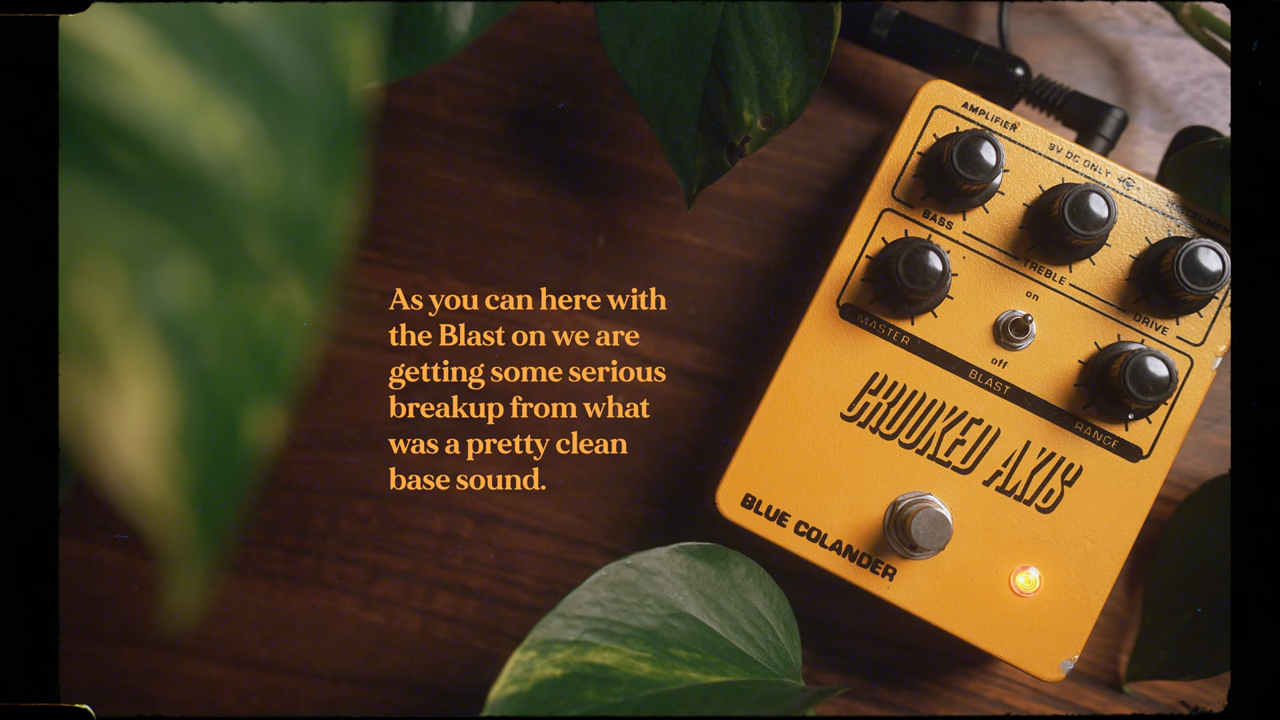 As you can here with
the Blast on we are
getting some serious
breakup from what
was a pretty clean
base sound.
AMPLIFIER
9V DC ONLY
BASS
TREBLE
DRIVE
on
off
MASTER
BLAST
RANGE
CROOKED AXIS
BLUE COLANDER